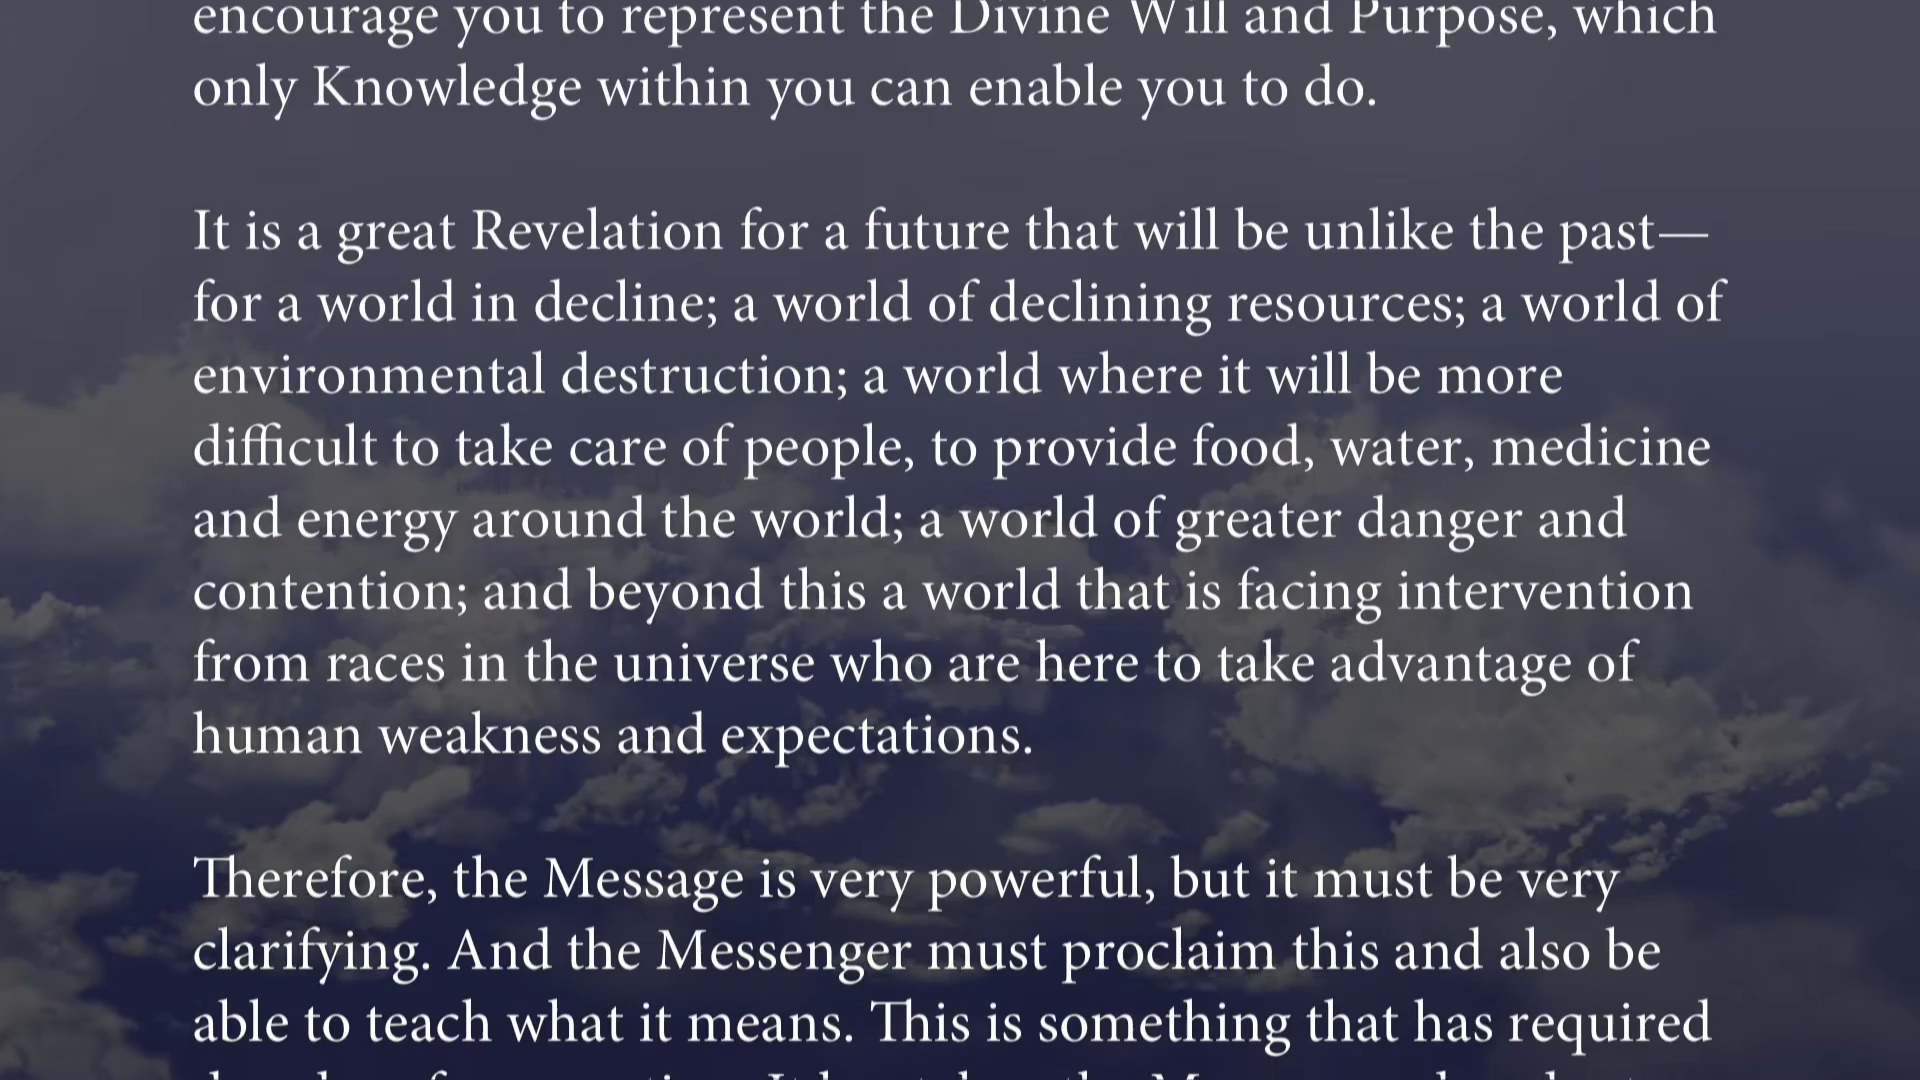 encourage you to represent the Divine Will and Purpose, which
only Knowledge within you can enable you to do.
It is a great Revelation for a future that will be unlike the past—
for a world in decline; a world of declining resources; a world of
environmental destruction; a world where it will be more
difficult to take care of people, to provide food, water, medicine
and energy around the world; a world of greater danger and
contention; and beyond this a world that is facing intervention
from races in the universe who are here to take advantage of
human weakness and expectations.
Therefore, the Message is very powerful, but it must be very
clarifying. And the Messenger must proclaim this and also be
able to teach what it means. This is something that has required